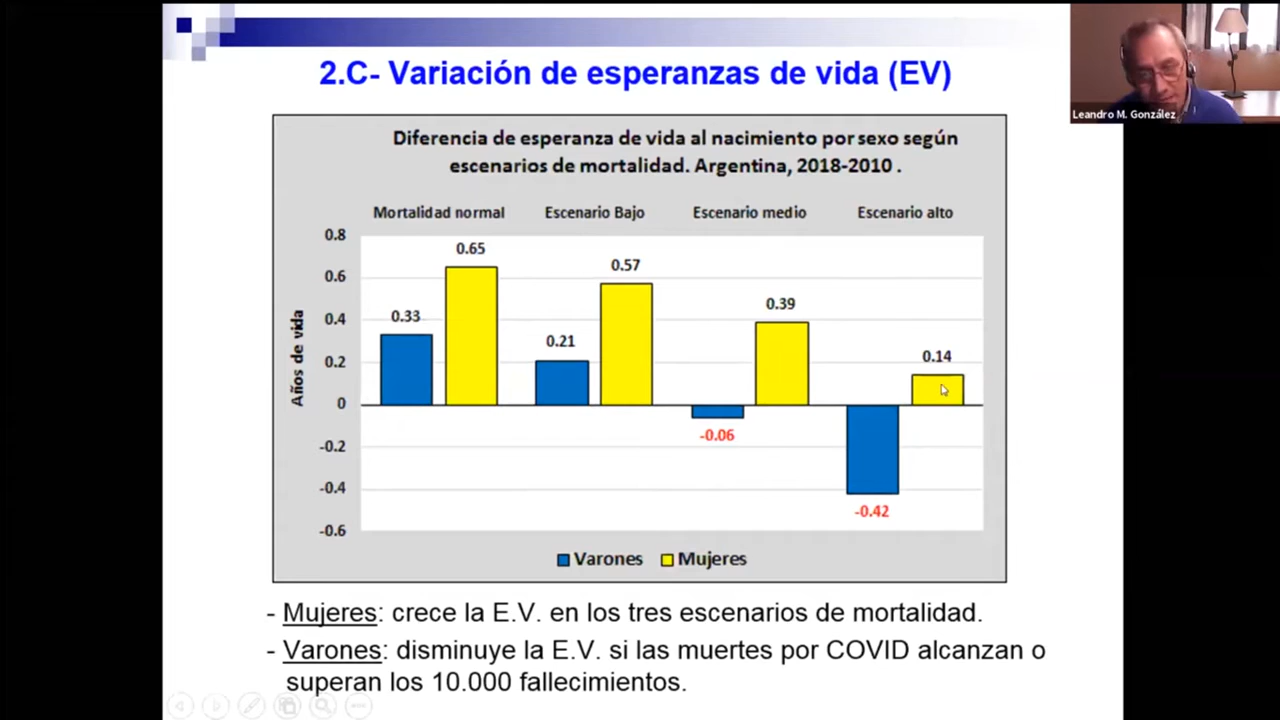 2.C- Variación de esperanzas de vida (EV)
Leandro M. González
Diferencia de esperanza de vida al nacimiento por sexo según
escenarios de mortalidad. Argentina, 2018-2010 .
Mortalidad normal Escenario Bajo Escenario medio Escenario alto
Años de vida
0.8
0.6
0.4
0.2
0
-0.2
-0.4
-0.6
0.33
0.65
0.21
0.57
-0.06
0.39
-0.42
0.14
Varones Mujeres
- Mujeres: crece la E.V. en los tres escenarios de mortalidad.
- Varones: disminuye la E.V. si las muertes por COVID alcanzan o
superan los 10.000 fallecimientos.